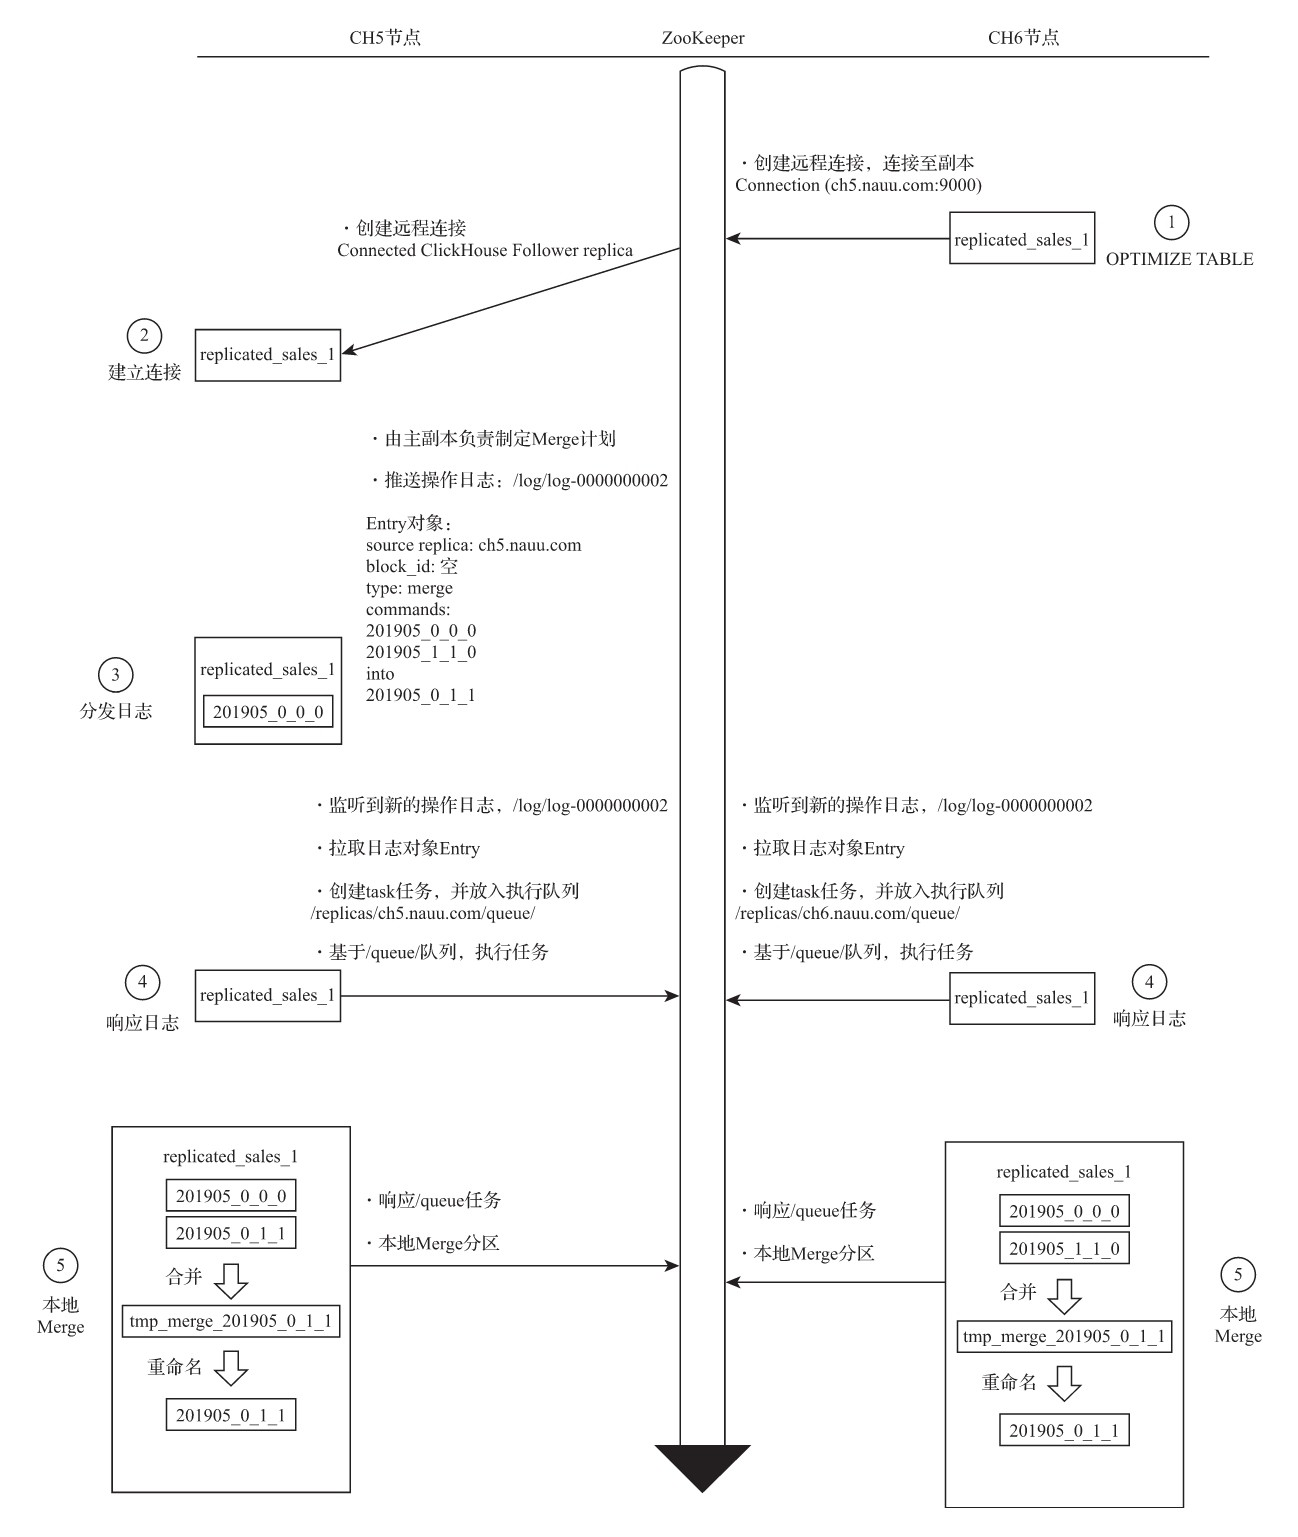 CH5节点
ZooKeeper
CH6节点
·创建远程连接，连接至副本
Connection (ch5.nauu.com:9000)
replicated_sales_1
1
OPTIMIZE TABLE
·创建远程连接
Connected ClickHouse Follower replica
2
建立连接
replicated_sales_1
·由主副本负责制定Merge计划
·推送操作日志：/log/log-0000000002
Entry对象：
source replica: ch5.nauu.com
block_id: 空
type: merge
commands:
201905_0_0_0
201905_1_1_0
into
201905_0_1_1
3
分发日志
replicated_sales_1
201905_0_0_0
·监听到新的操作日志，/log/log-0000000002
·拉取日志对象Entry
·创建task任务，并放入执行队列
/replicas/ch5.nauu.com/queue/
·基于/queue/队列，执行任务
4
响应日志
replicated_sales_1
·监听到新的操作日志，/log/log-0000000002
·拉取日志对象Entry
·创建task任务，并放入执行队列
/replicas/ch6.nauu.com/queue/
·基于/queue/队列，执行任务
replicated_sales_1
4
响应日志
5
本地
Merge
replicated_sales_1
201905_0_0_0
201905_0_1_1
合并
tmp_merge_201905_0_1_1
重命名
201905_0_1_1
·响应/queue任务
·本地Merge分区
·响应/queue任务
·本地Merge分区
replicated_sales_1
201905_0_0_0
201905_1_1_0
合并
tmp_merge_201905_0_1_1
重命名
201905_0_1_1
5
本地
Merge